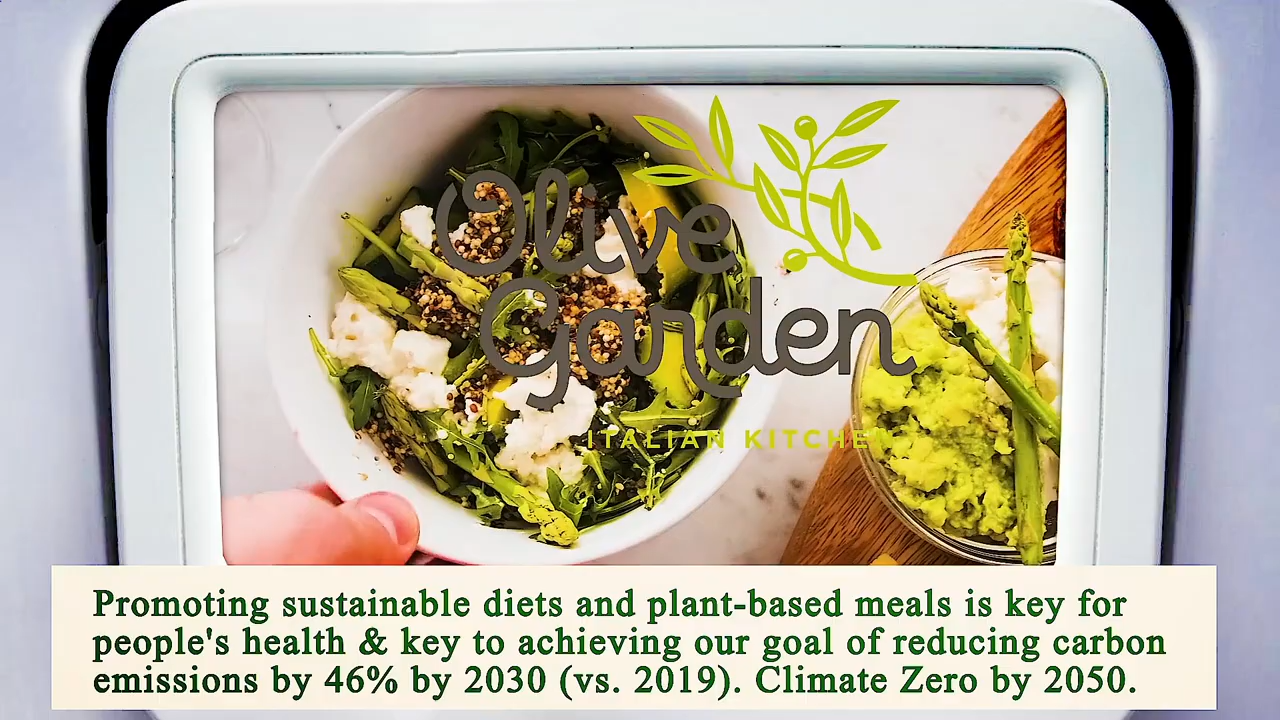 Olive
Garden
ITALIAN KITCHEN
Promoting sustainable diets and plant-based meals is key for
people's health & key to achieving our goal of reducing carbon
emissions by 46% by 2030 (vs. 2019). Climate Zero by 2050.